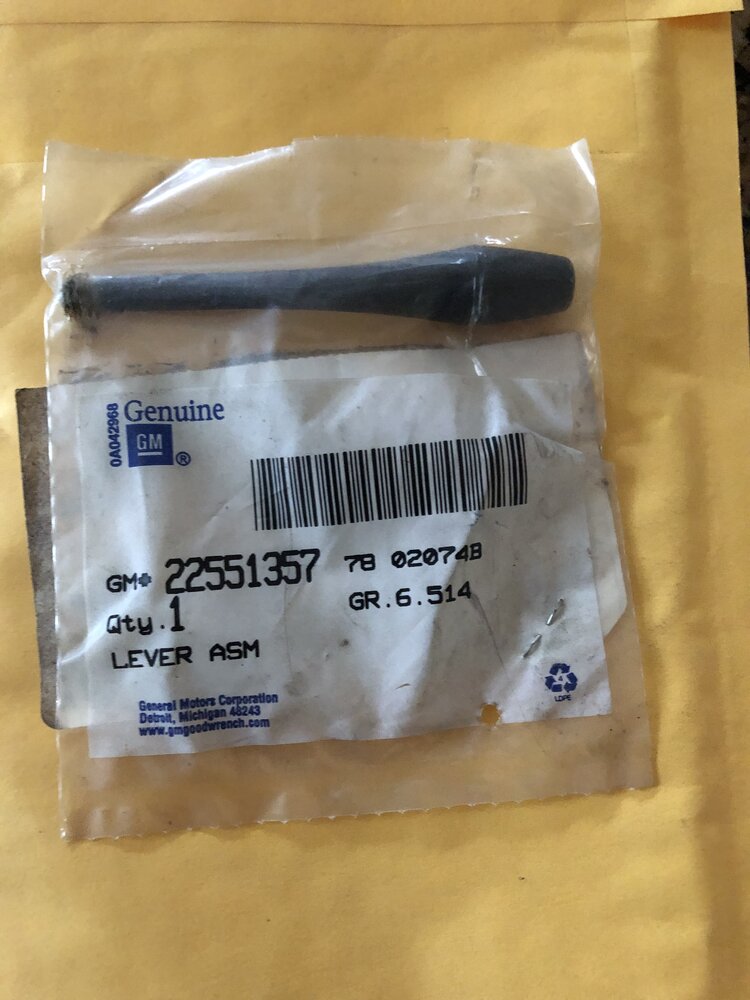 0A042968
Genuine
GM ®
GM# 22551357 78 02074B
Qty.1 GR.6.514
LEVER ASM
General Motors Corporation
Detroit, Michigan 48243
www.gmgoodwrench.com
4
LDPE